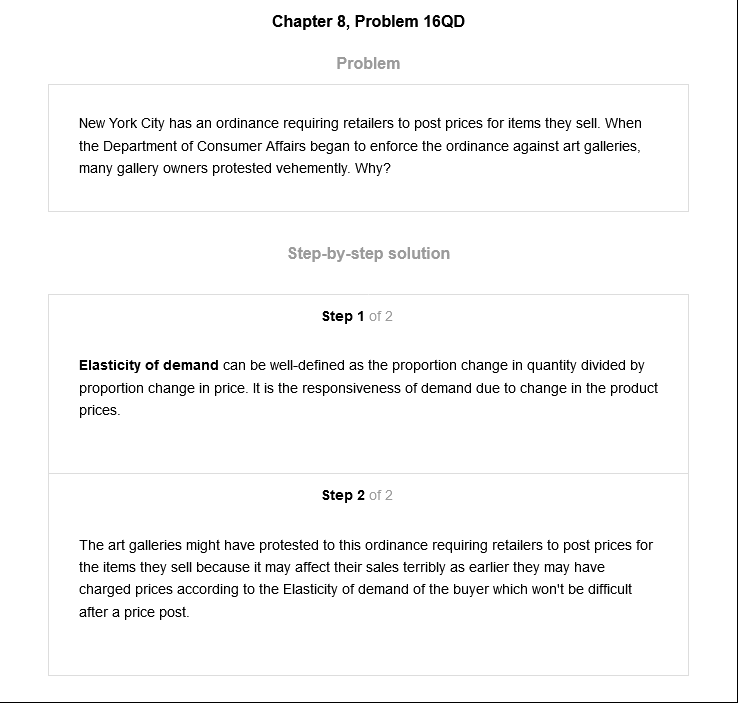 Chapter 8, Problem 16QD
Problem
New York City has an ordinance requiring retailers to post prices for items they sell. When
the Department of Consumer Affairs began to enforce the ordinance against art galleries,
many gallery owners protested vehemently. Why?
Step-by-step solution
Step 1 of 2
Elasticity of demand can be well-defined as the proportion change in quantity divided by
proportion change in price. It is the responsiveness of demand due to change in the product
prices.
Step 2 of 2
The art galleries might have protested to this ordinance requiring retailers to post prices for
the items they sell because it may affect their sales terribly as earlier they may have
charged prices according to the Elasticity of demand of the buyer which won't be difficult
after a price post.